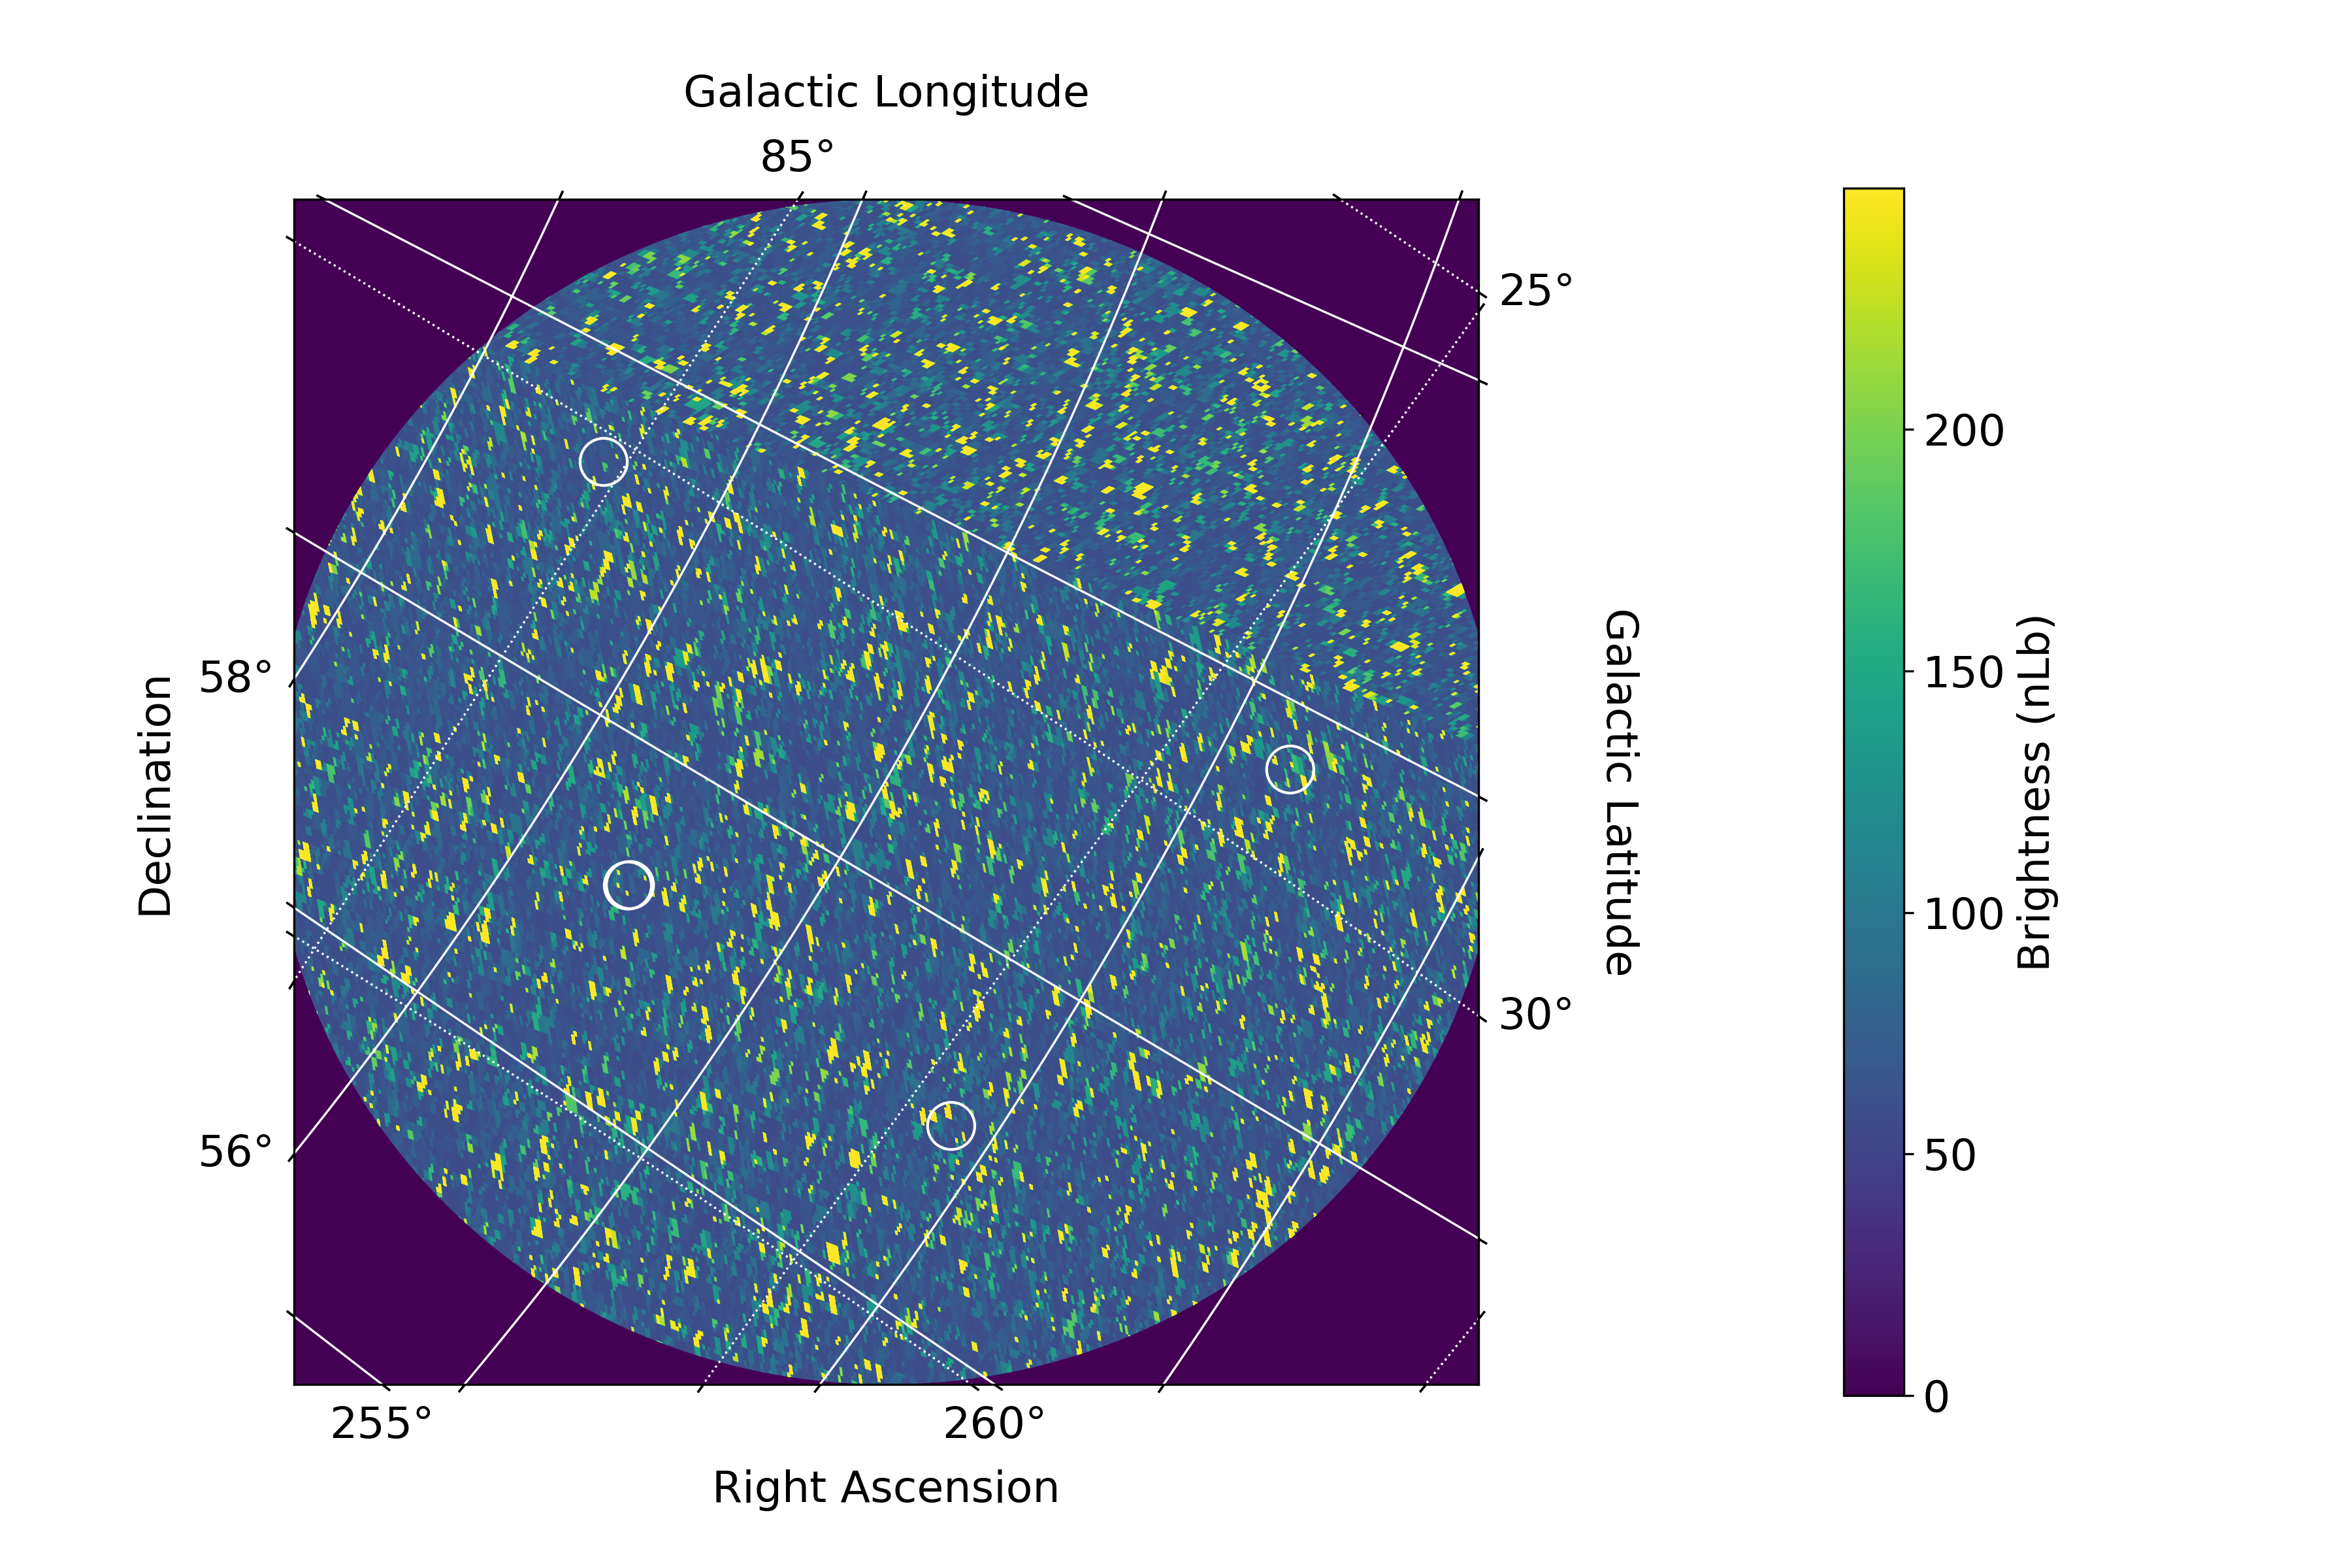 Galactic Longitude
85°
25°
58°
30°
56°
Declination
Galactic Latitude
255°
260°
Right Ascension
200
150
100
50
0
Brightness (nLb)